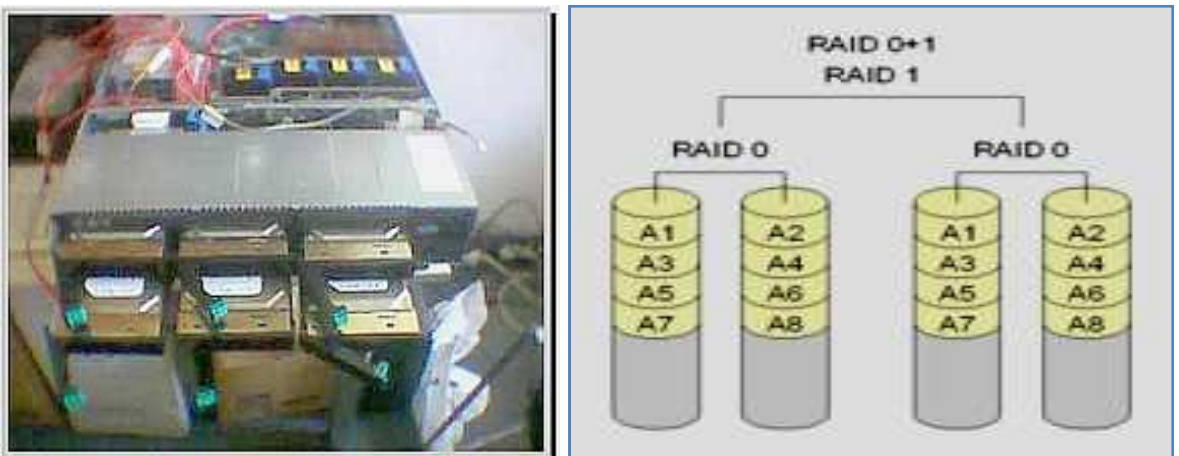 RAID 0+1
RAID 1
RAID 0 RAID 0
A1 A2 A1 A2
A3 A4 A3 A4
A5 A6 A5 A6
A7 A8 A7 A8